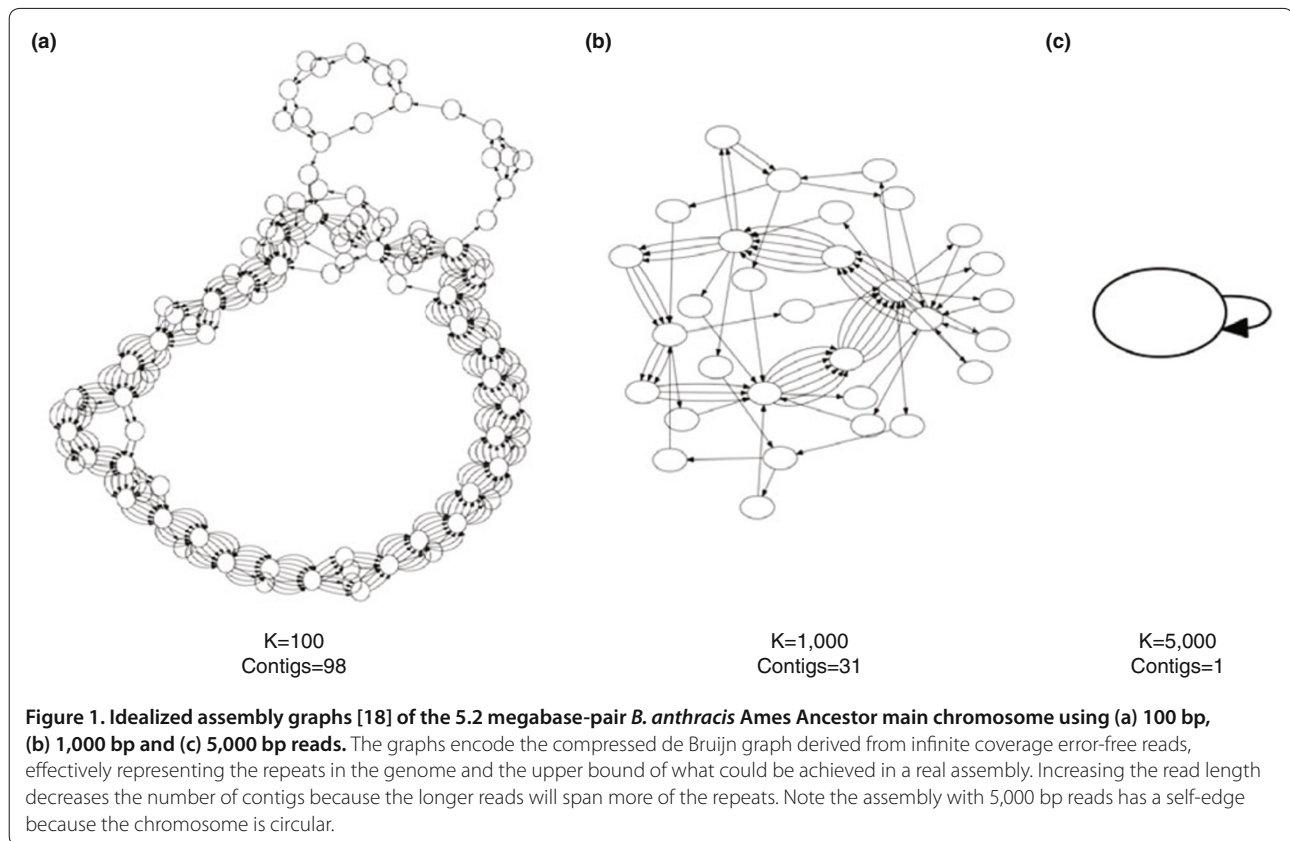 (a)
(b)
(c)
K=100
Contigs=98
K=1,000
Contigs=31
K=5,000
Contigs=1
Figure 1. Idealized assembly graphs [18] of the 5.2 megabase-pair B. anthracis Ames Ancestor main chromosome using (a) 100 bp,
(b) 1,000 bp and (c) 5,000 bp reads. The graphs encode the compressed de Bruijn graph derived from infinite coverage error-free reads,
effectively representing the repeats in the genome and the upper bound of what could be achieved in a real assembly. Increasing the read length
decreases the number of contigs because the longer reads will span more of the repeats. Note the assembly with 5,000 bp reads has a self-edge
because the chromosome is circular.